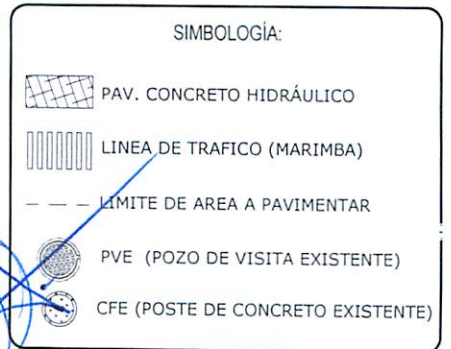 SIMBOLOGÍA:
PAV. CONCRETO HIDRÁULICO
LINEA DE TRAFICO (MARIMBA)
LIMITE DE AREA A PAVIMENTAR
PVE (POZO DE VISITA EXISTENTE)
CFE (POSTE DE CONCRETO EXISTENTE)